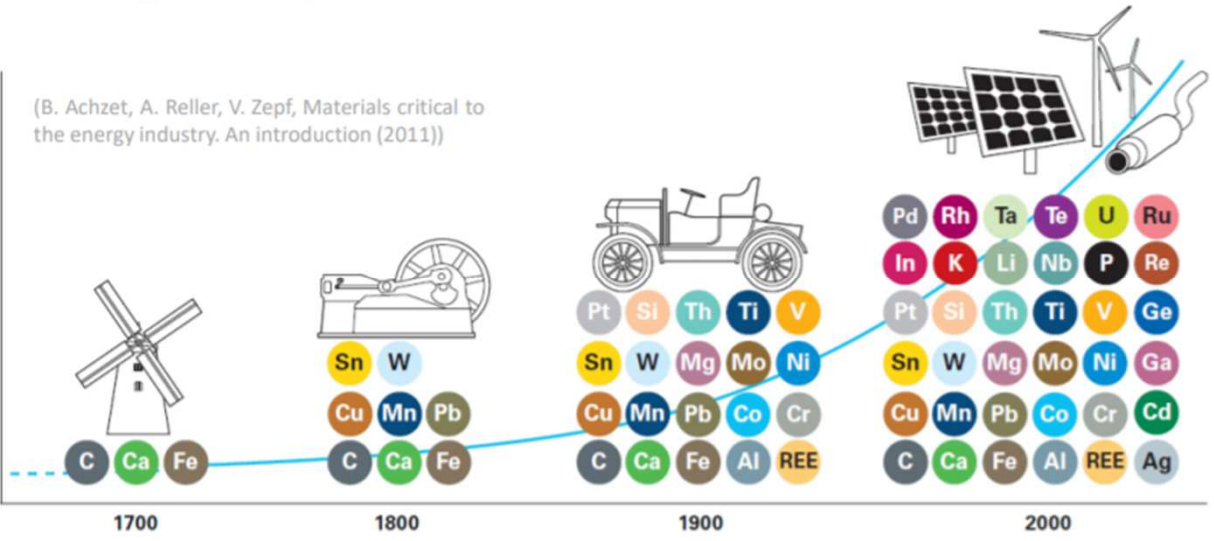 (B. Achzet, A. Reller, V. Zepf, Materials critical to
the energy industry. An introduction (2011))
Pd Rh Ta Te U Ru
In K Li Nb P Re
Pt Si Th Ti V Pt Si Th Ti V Ge
Sn W Sn W Mg Mo Ni Sn W Mg Mo Ni Ga
Cu Mn Pb Cu Mn Pb Co Cr Cu Mn Pb Co Cr Cd
C Ca Fe C Ca Fe C Ca Fe Al REE C Ca Fe Al REE Ag
1700 1800 1900 2000